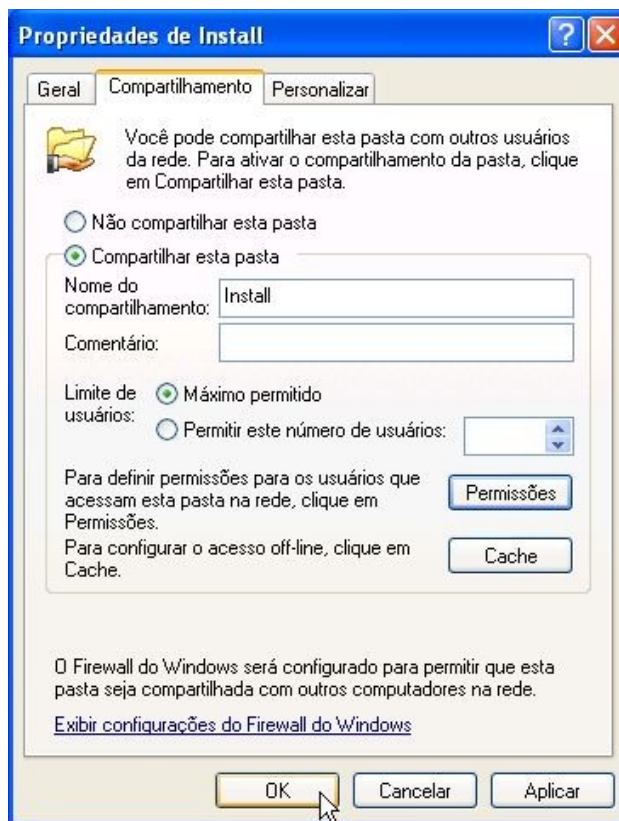 Propriedades de Install
Geral Compartilhamento Personalizar
Você pode compartilhar esta pasta com outros usuários
da rede. Para ativar o compartilhamento da pasta, clique
em Compartilhar esta pasta.
Não compartilhar esta pasta
Compartilhar esta pasta
Nome do
compartilhamento: Install
Comentário:
Limite de
usuários:
Máximo permitido
Permitir este número de usuários:
Para definir permissões para os usuários que
acessam esta pasta na rede, clique em
Permissões.
Permissões
Para configurar o acesso off-line, clique em
Cache.
Cache
O Firewall do Windows será configurado para permitir que esta
pasta seja compartilhada com outros computadores na rede.
Exibir configurações do Firewall do Windows
OK Cancelar Aplicar